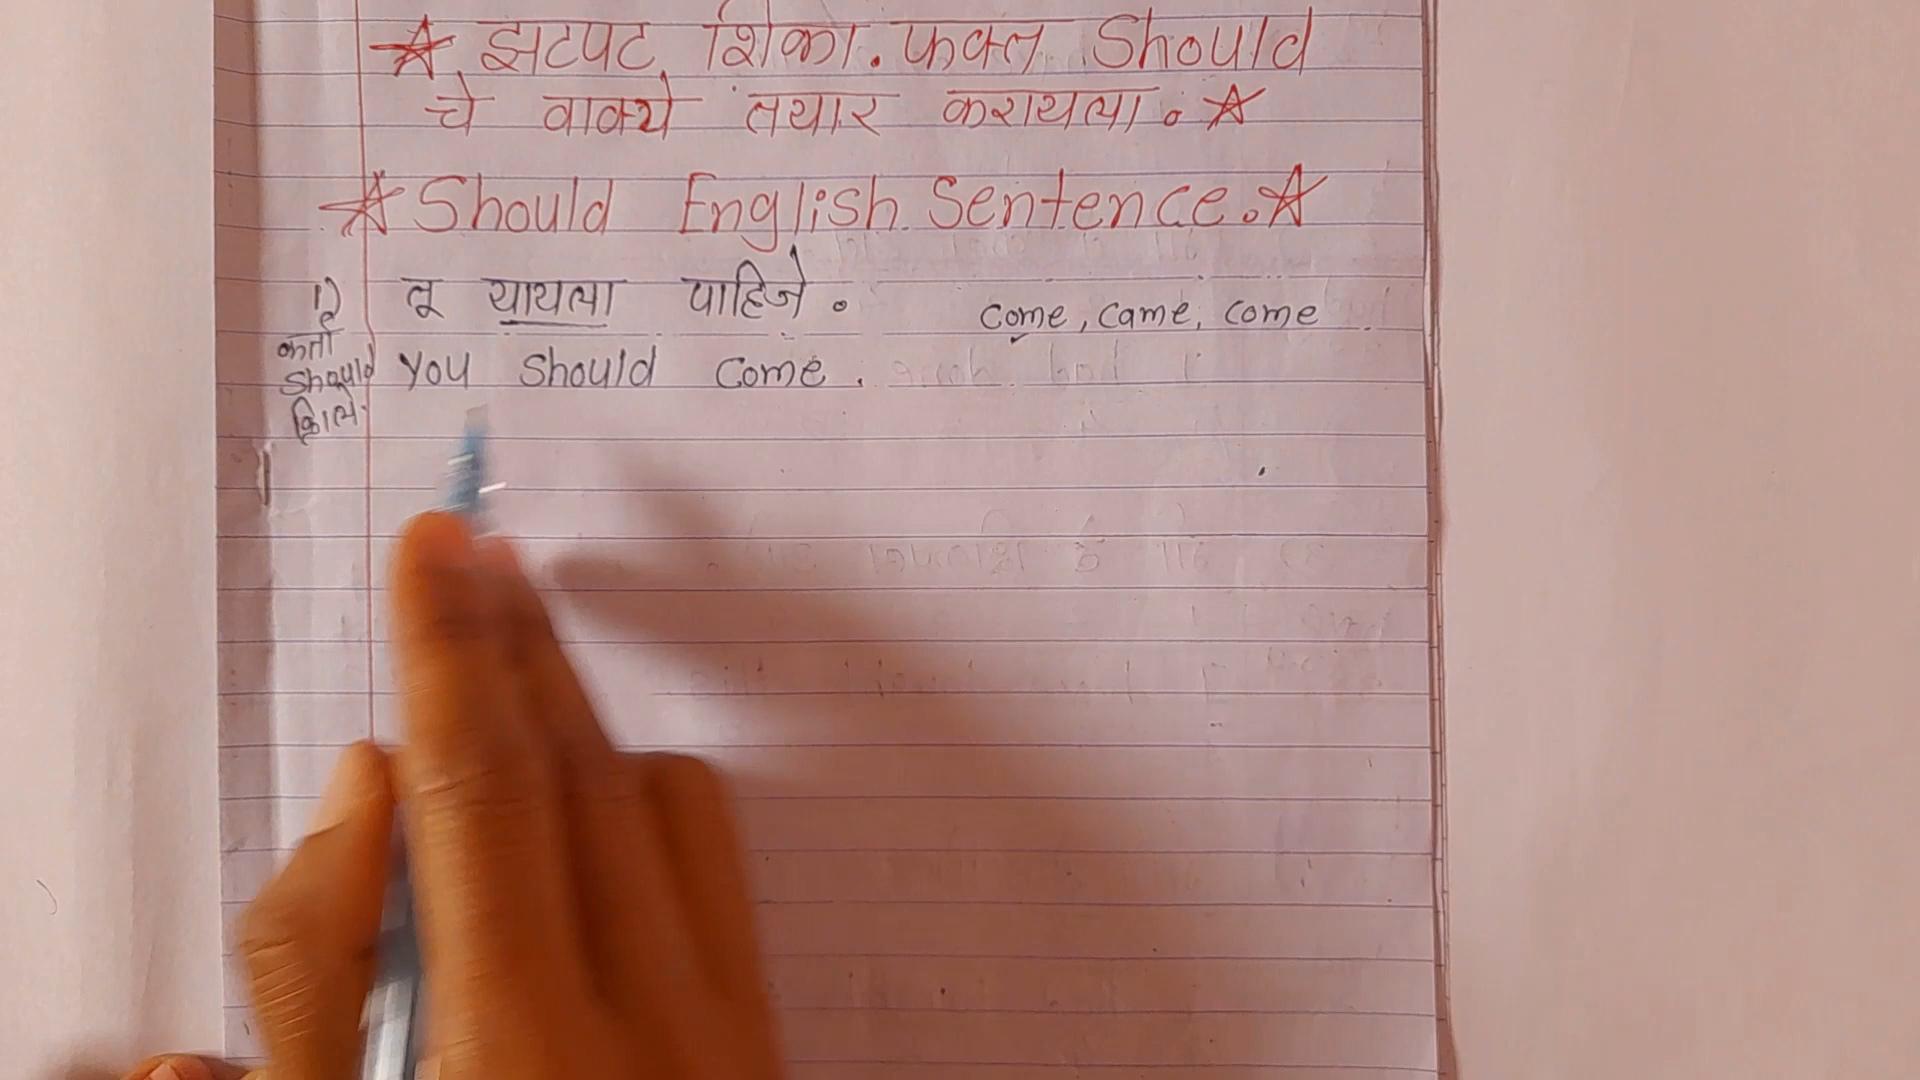 ☆ झटपट शिका. फक्त Should
चे वाक्ये तयार करायला. ☆
☆ Should English Sentence. ☆
1) तू यायला पाहिजे. come, came, come
कर्ता
should You should come.